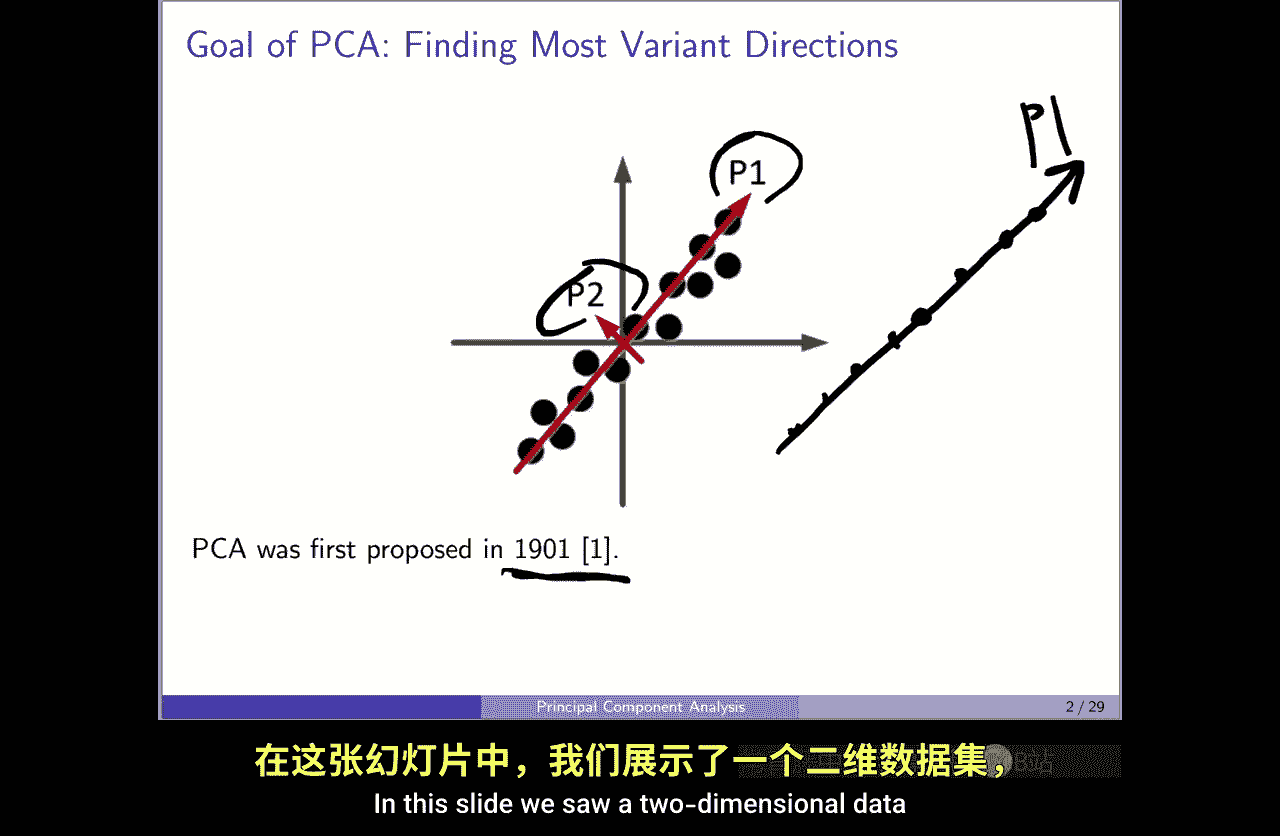 Goal of PCA: Finding Most Variant Directions
P1
P1
P2
PCA was first proposed in 1901 [1].
Principal Component Analysis
2 / 29
在这张幻灯片中，我们展示了一个二维数据集，
In this slide we saw a two-dimensional data